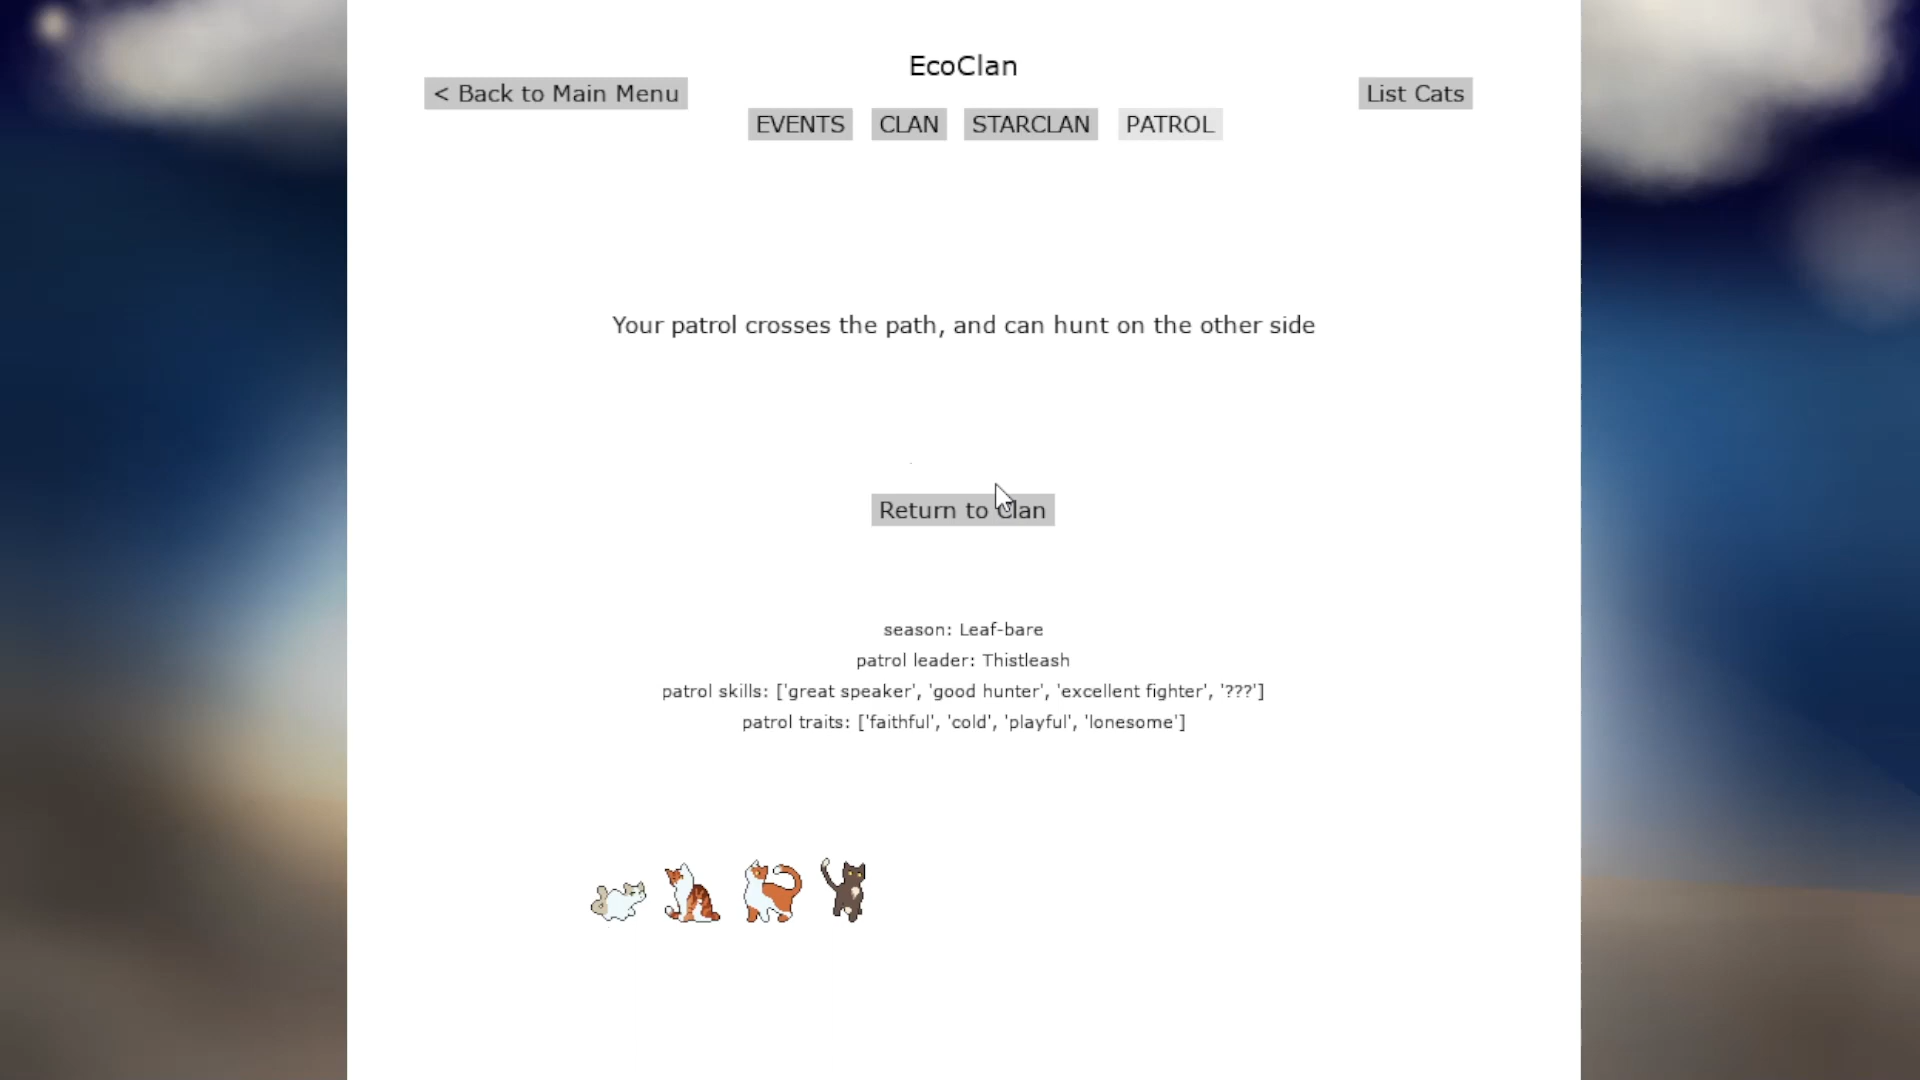 EcoClan
< Back to Main Menu
List Cats
EVENTS CLAN STARCLAN PATROL
Your patrol crosses the path, and can hunt on the other side
Return to Clan
season: Leaf-bare
patrol leader: Thistleash
patrol skills: ['great speaker', 'good hunter', 'excellent fighter', '???']
patrol traits: ['faithful', 'cold', 'playful', 'lonesome']